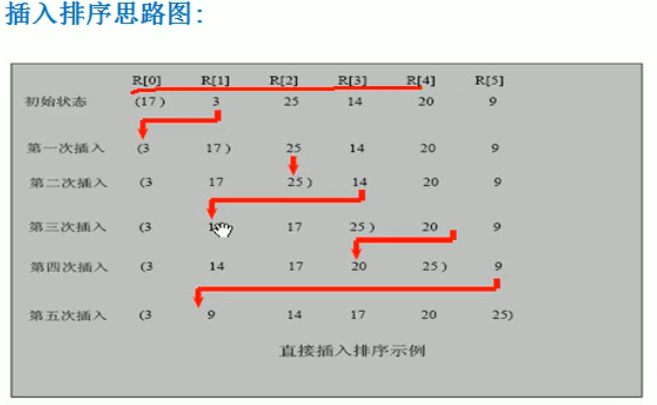 插入排序思路图:
R[0] R[1] R[2] R[3] R[4] R[5]
初始状态 (17) 3 25 14 20 9
第一次插入 (3 17) 25 14 20 9
第二次插入 (3 17 25) 14 20 9
第三次插入 (3 17 25) 20 9
第四次插入 (3 14 17 20 25) 9
第五次插入 (3 9 14 17 20 25)
直接插入排序示例